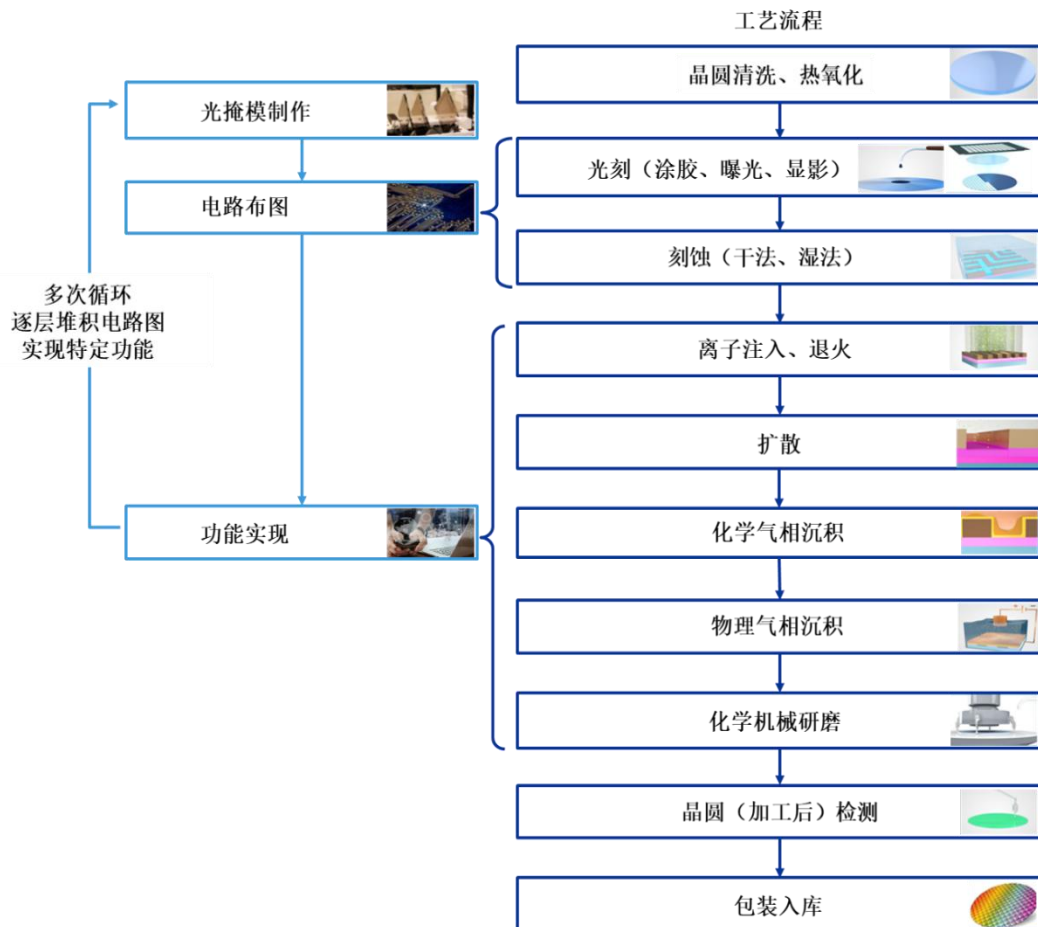 工艺流程
晶圆清洗、热氧化
光掩模制作
光刻（涂胶、曝光、显影）
电路布图
刻蚀（干法、湿法）
多次循环
逐层堆积电路图
实现特定功能
离子注入、退火
扩散
功能实现
化学气相沉积
物理气相沉积
化学机械研磨
晶圆（加工后）检测
包装入库